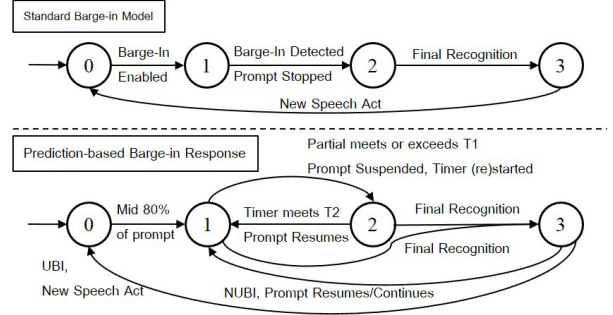 Standard Barge-in Model
0
Barge-In
Enabled
1
Barge-In Detected
Prompt Stopped
2
Final Recognition
3
New Speech Act
Prediction-based Barge-in Response
Partial meets or exceeds T1
Prompt Suspended, Timer (re)started
0
Mid 80%
of prompt
1
Timer meets T2
Prompt Resumes
2
Final Recognition
3
Final Recognition
UBI,
New Speech Act
NUBI, Prompt Resumes/Continues